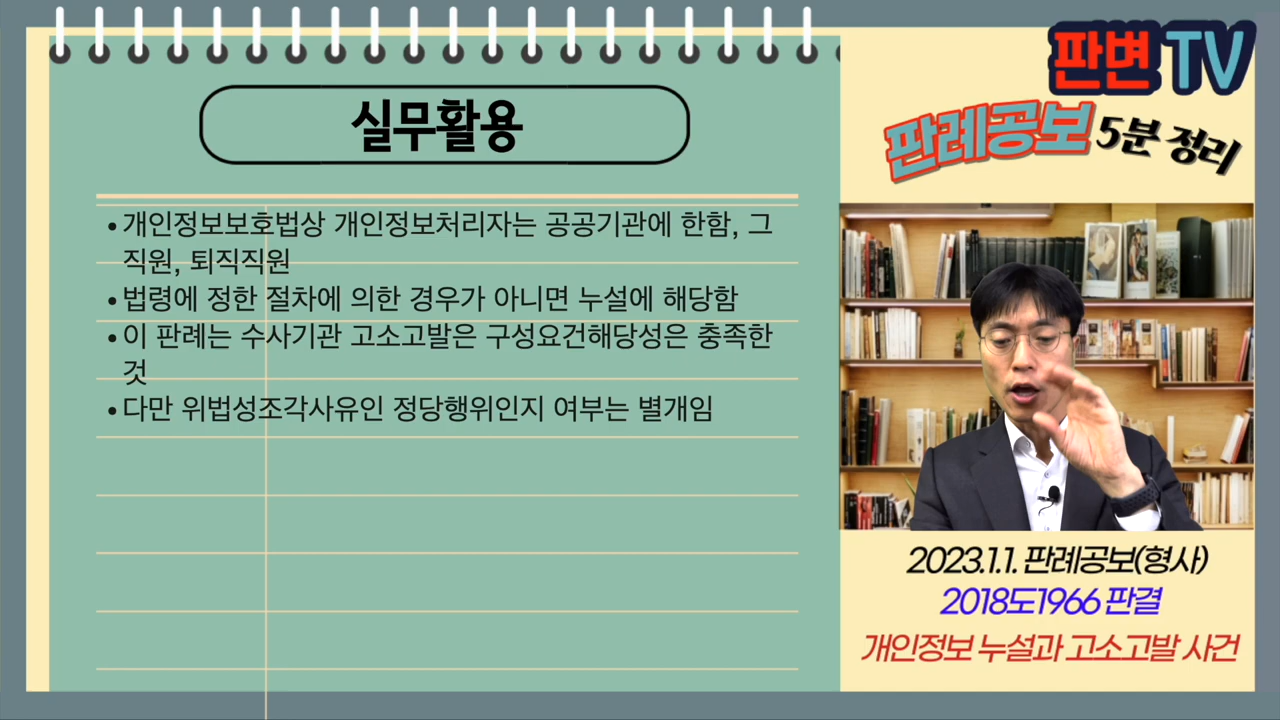 실무활용
• 개인정보보호법상 개인정보처리자는 공공기관에 한함, 그
직원, 퇴직직원
• 법령에 정한 절차에 의한 경우가 아니면 누설에 해당함
• 이 판례는 수사기관 고소고발은 구성요건해당성은 충족한
것
• 다만 위법성조각사유인 정당행위인지 여부는 별개임
판변 TV
판례공보 5분 정리
2023.1.1. 판례공보(형사)
2018도1966 판결
개인정보 누설과 고소고발 사건